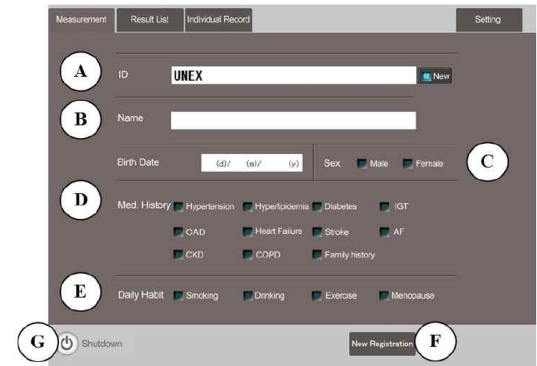 Measurement Result List Individual Record Setting
A ID UNEX New
B Name
Birth Date (d)/ (m)/ (y) Sex Male Female C
D Med. History Hypertension Hyperlipidemia Diabetes IGT
CAD Heart Failure Stroke AF
CKD COPD Family history
E Daily Habit Smoking Drinking Exercise Menopause
G Shutdown New Registration F